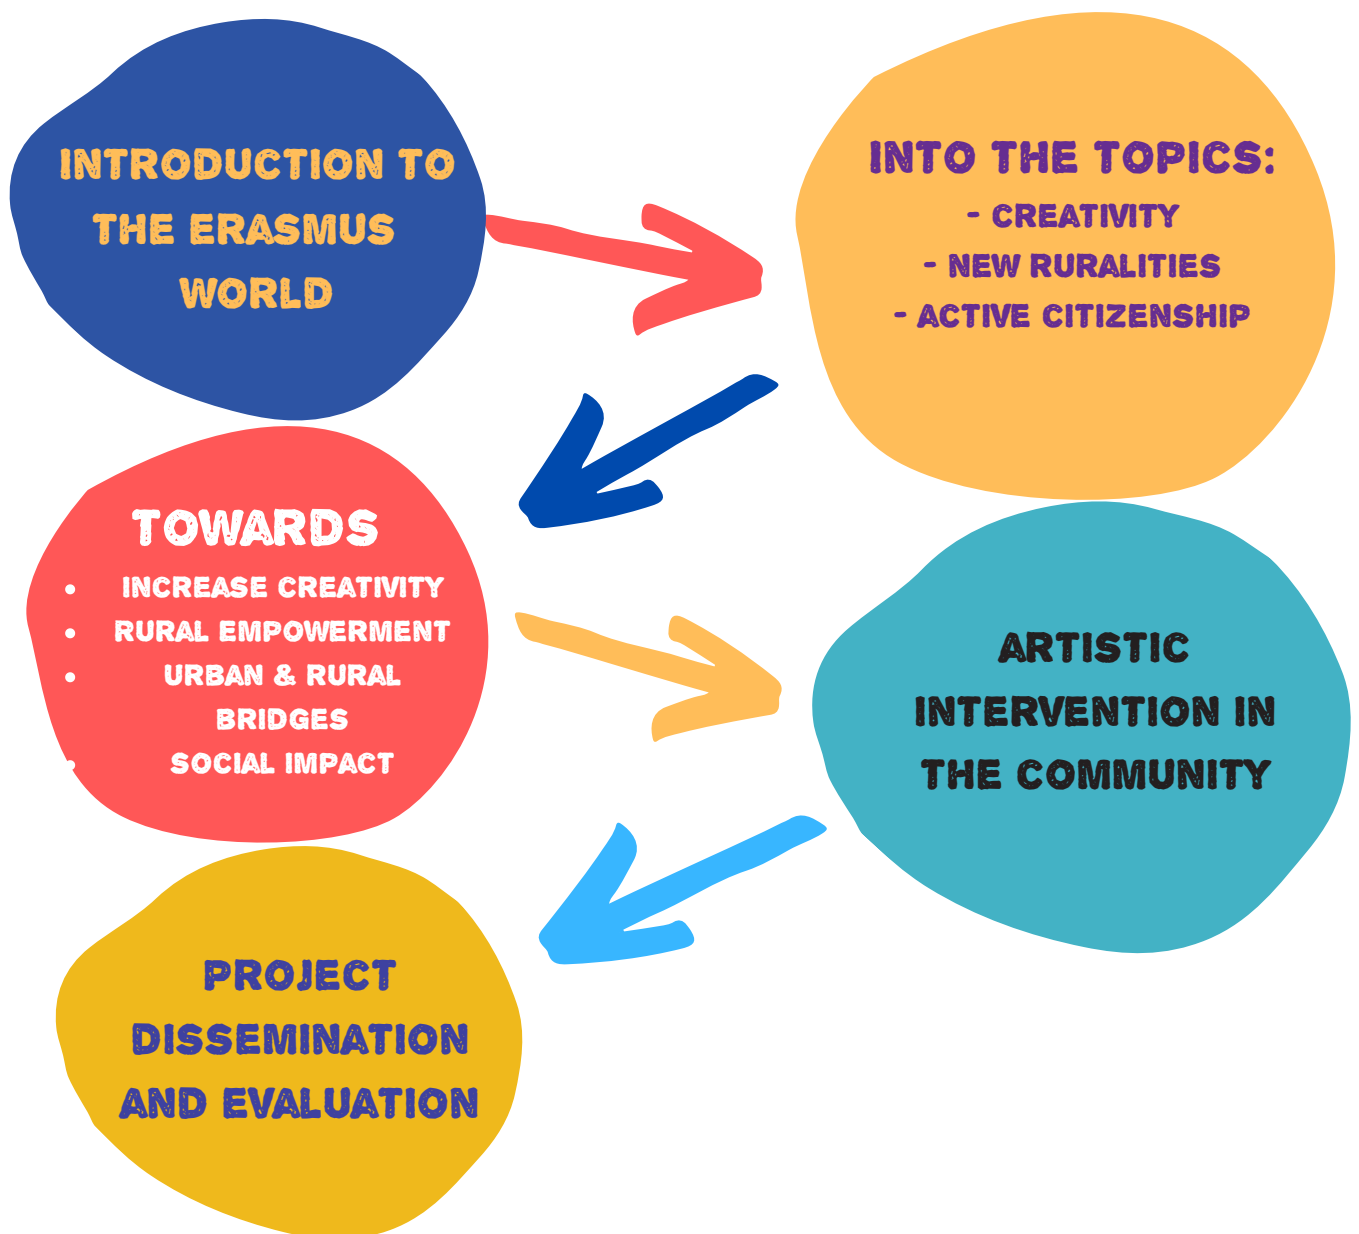 INTRODUCTION TO
THE ERASMUS
WORLD
INTO THE TOPICS:
- CREATIVITY
- NEW RURALITIES
- ACTIVE CITIZENSHIP
TOWARDS
• INCREASE CREATIVITY
• RURAL EMPOWERMENT
• URBAN & RURAL
BRIDGES
• SOCIAL IMPACT
ARTISTIC
INTERVENTION IN
THE COMMUNITY
PROJECT
DISSEMINATION
AND EVALUATION